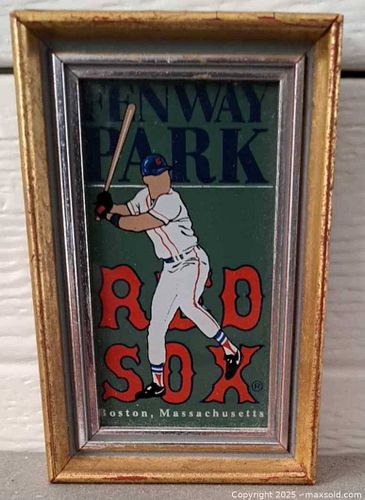 FENWAY
PARK
RED
SOX®
Boston, Massachusetts
Copyright 2025 - maxsold.com